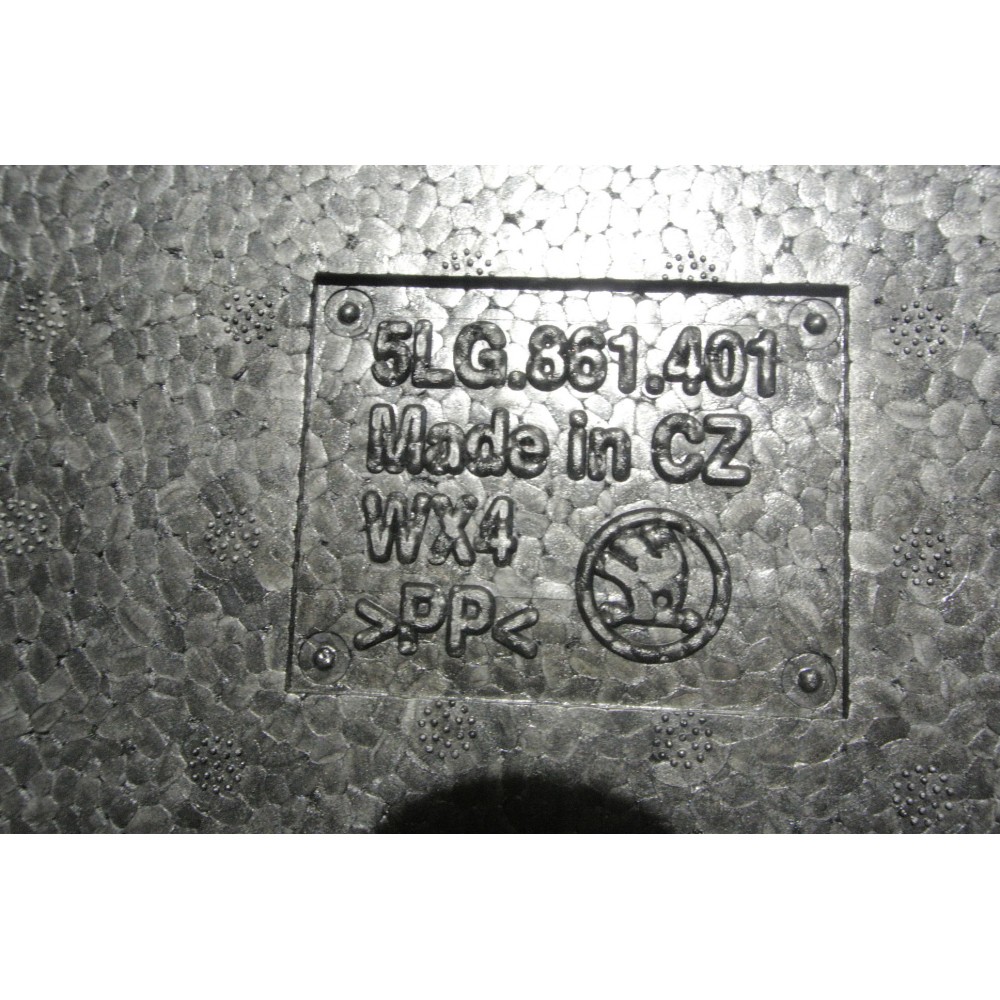 5LG.861.401
Made in CZ
WX4
>.PP<